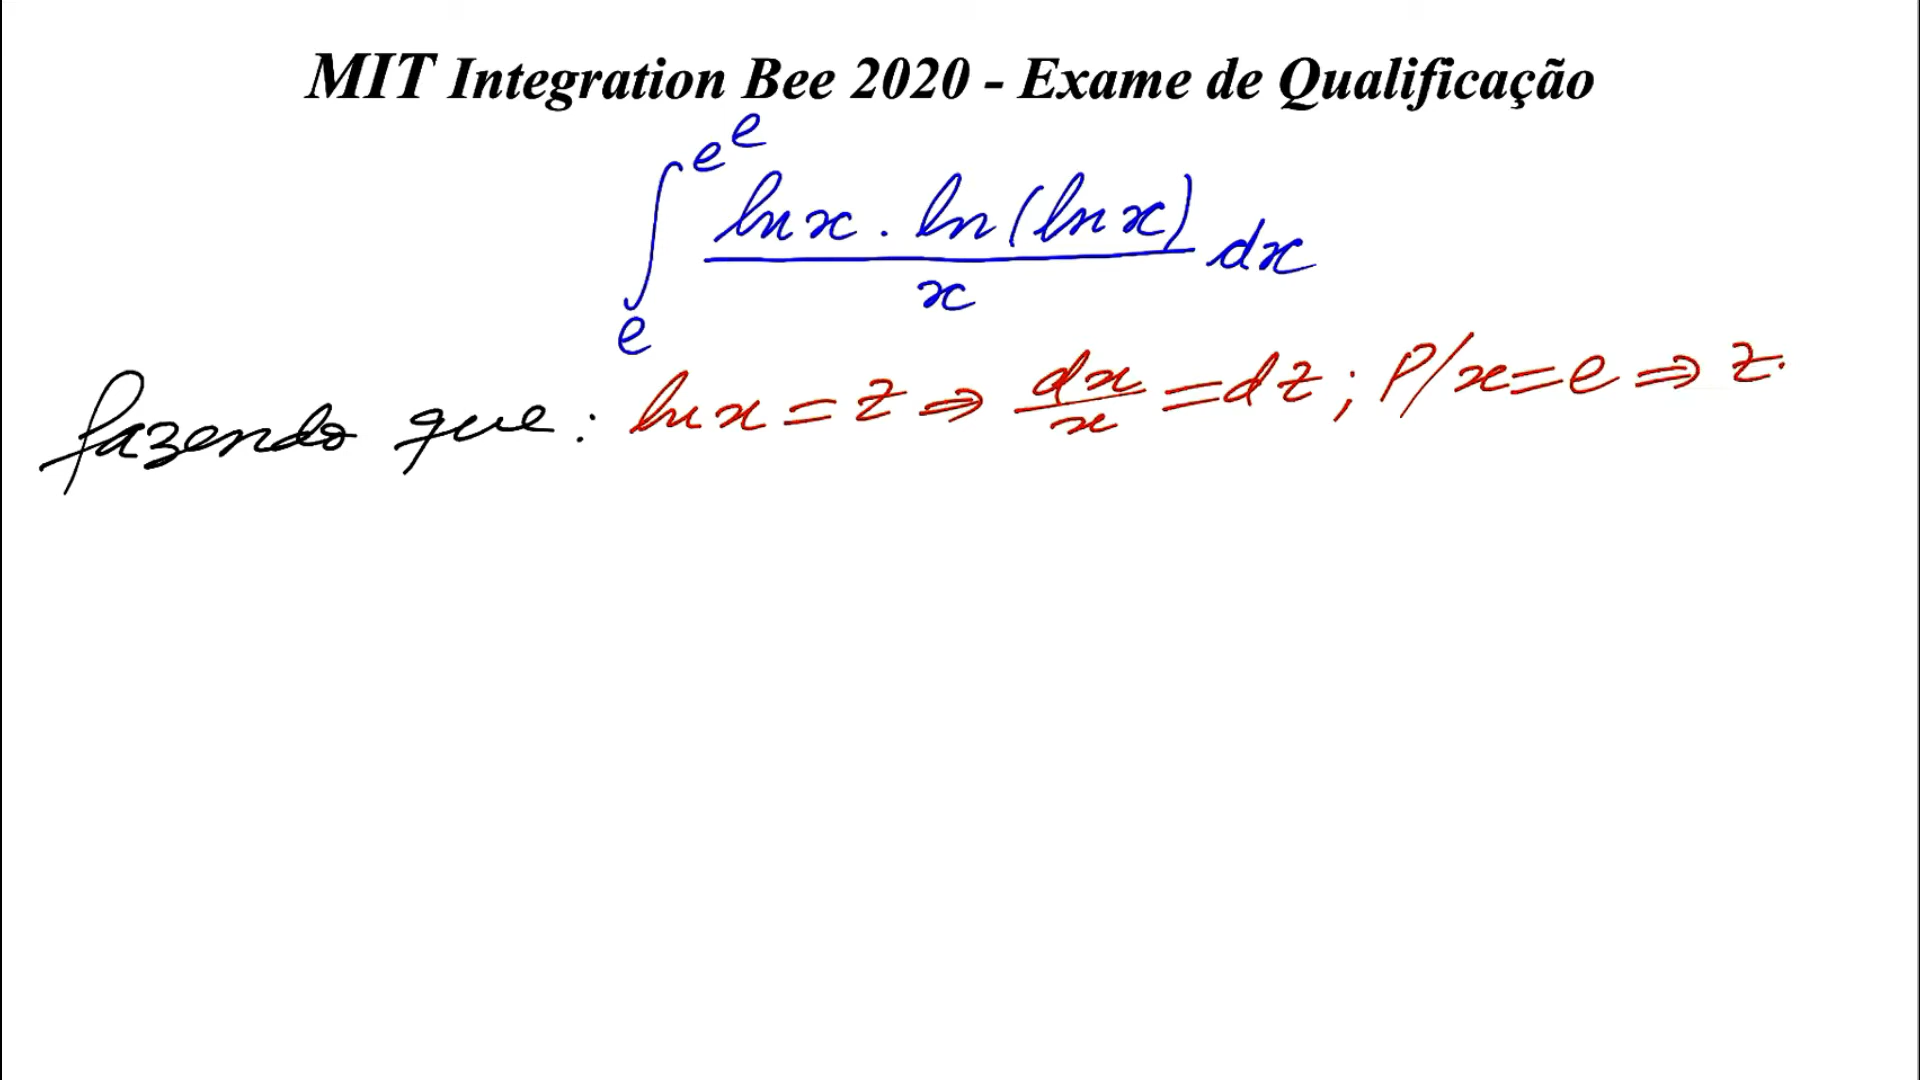 MIT Integration Bee 2020 - Exame de Qualificação
∫_e^{e^e} (ln x . ln(ln x))/x dx
fazendo que: ln x = z ⇒ dx/x = dz ; P/x = e ⇒ z